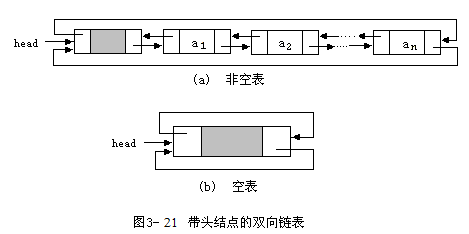 head a1 a2 an
(a) 非空表
head
(b) 空表
图3-21 带头结点的双向链表